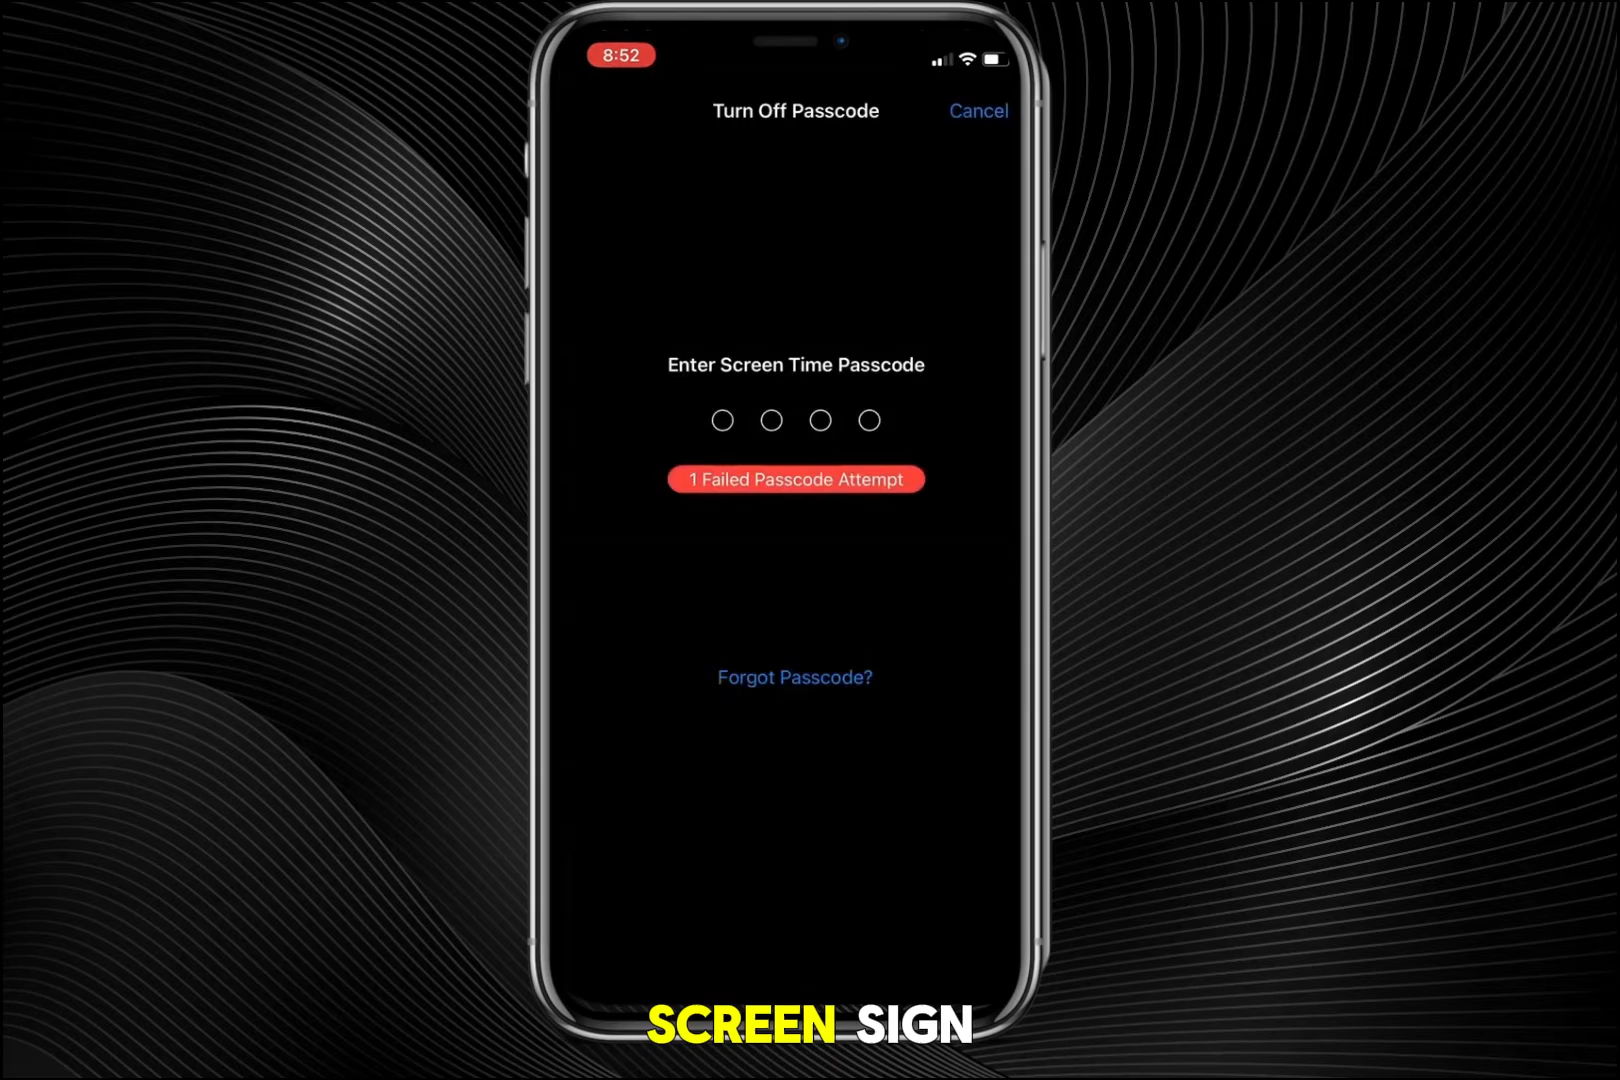 8:52
Turn Off Passcode Cancel
Enter Screen Time Passcode
1 Failed Passcode Attempt
Forgot Passcode?
SCREEN SIGN